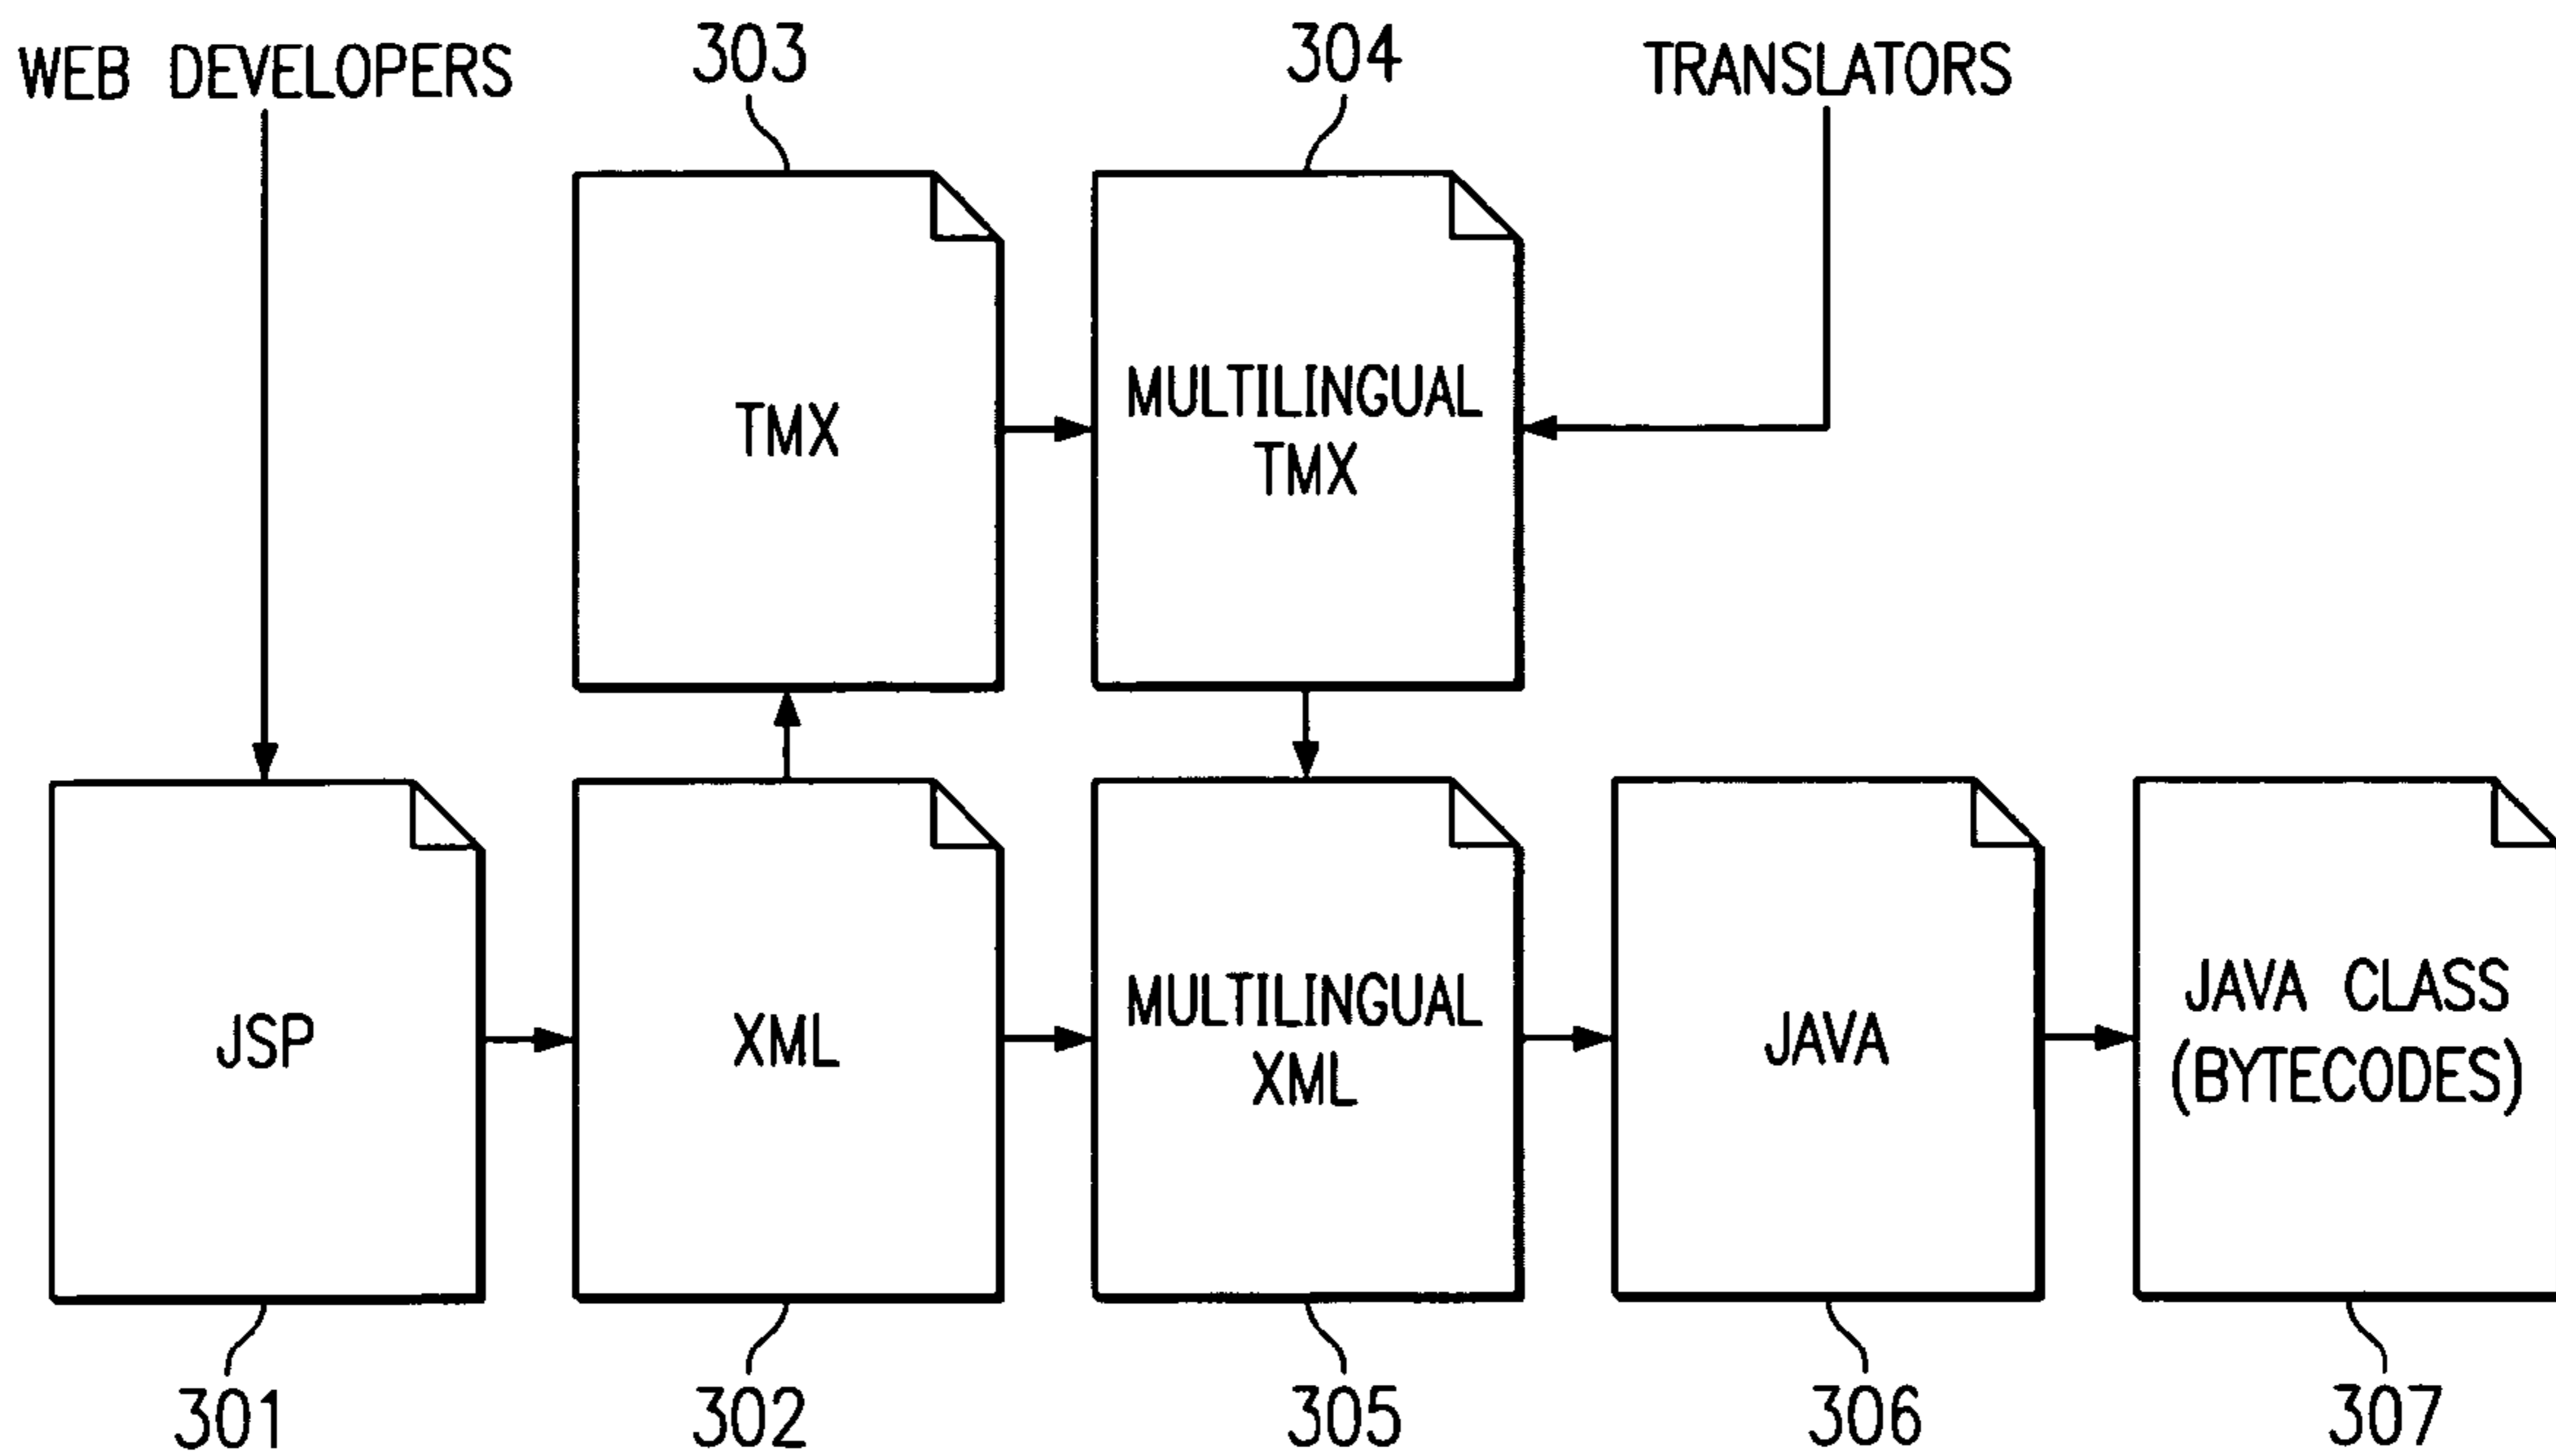 WEB DEVELOPERS
303
304
TRANSLATORS
TMX
MULTILINGUAL
TMX
JSP
XML
MULTILINGUAL
XML
JAVA
JAVA CLASS
(BYTECODES)
301
302
305
306
307